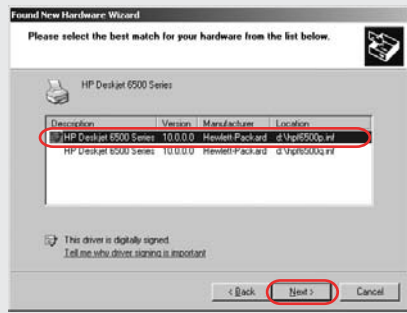 Found New Hardware Wizard
Please select the best match for your hardware from the list below.
HP Deskjet 6500 Series
Description Version Manufacturer Location
HP Deskjet 6500 Series 10.0.0.0 Hewlett-Packard d:\hpf6500p.inf
HP Deskjet 6500 Series 10.0.0.0 Hewlett-Packard d:\hpf6500q.inf
This driver is digitally signed.
Tell me why driver signing is important
< Back Next > Cancel